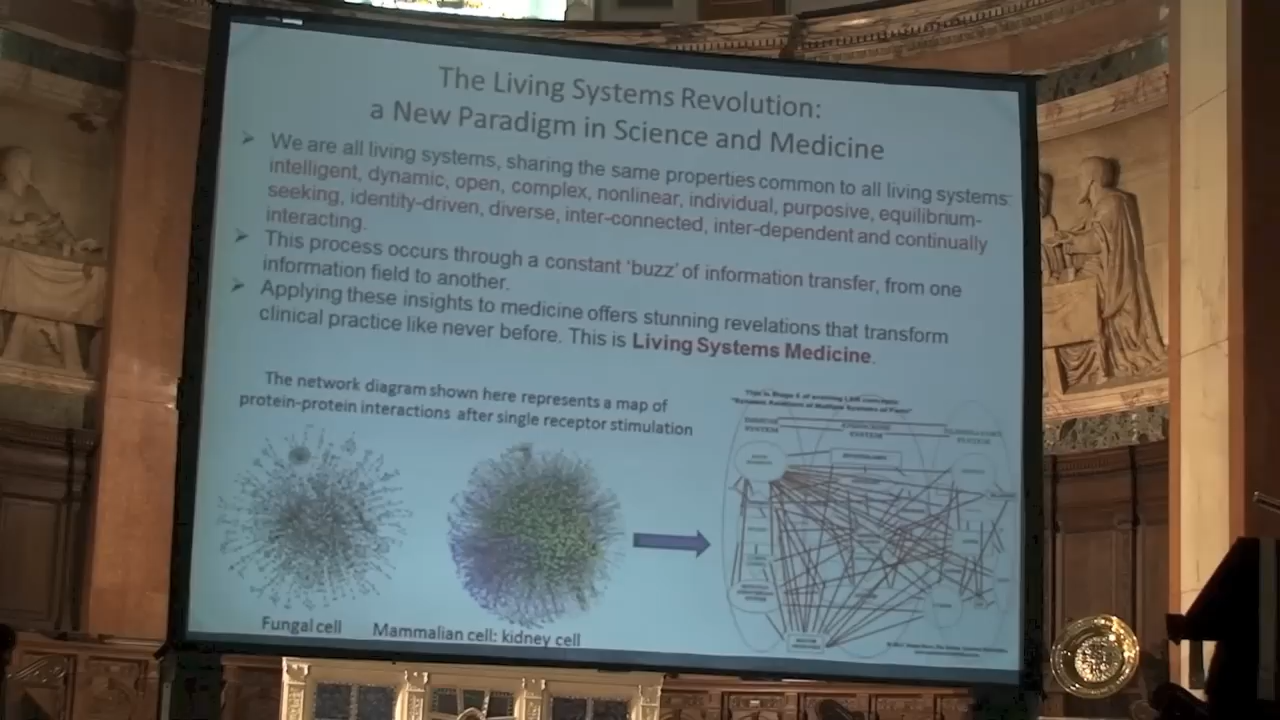 The Living Systems Revolution:
a New Paradigm in Science and Medicine
We are all living systems, sharing the same properties common to all living systems:
intelligent, dynamic, open, complex, nonlinear, individual, purposive, equilibrium-
seeking, identity-driven, diverse, inter-connected, inter-dependent and continually
interacting.
This process occurs through a constant ‘buzz’ of information transfer, from one
information field to another.
Applying these insights to medicine offers stunning revelations that transform
clinical practice like never before. This is Living Systems Medicine.
The network diagram shown here represents a map of
protein-protein interactions after single receptor stimulation
Fungal cell
Mammalian cell: kidney cell
SYSTEM
SYSTEM